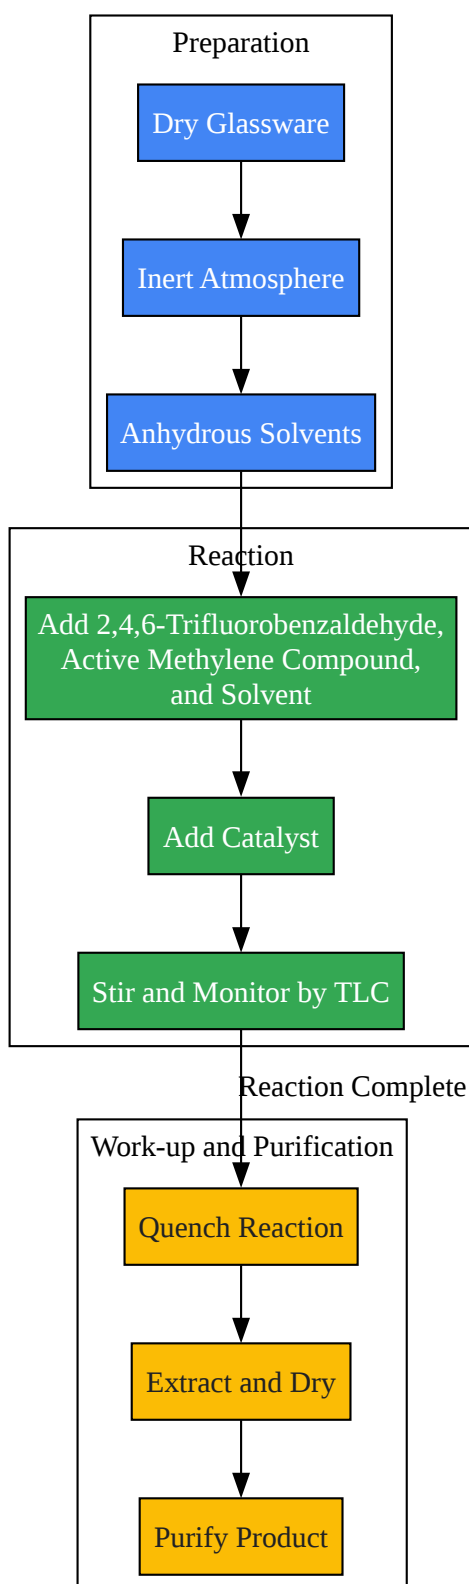 Preparation
Dry Glassware
Inert Atmosphere
Anhydrous Solvents
Reaction
Add 2,4,6-Trifluorobenzaldehyde,
Active Methylene Compound,
and Solvent
Add Catalyst
Stir and Monitor by TLC
Reaction Complete
Work-up and Purification
Quench Reaction
Extract and Dry
Purify Product